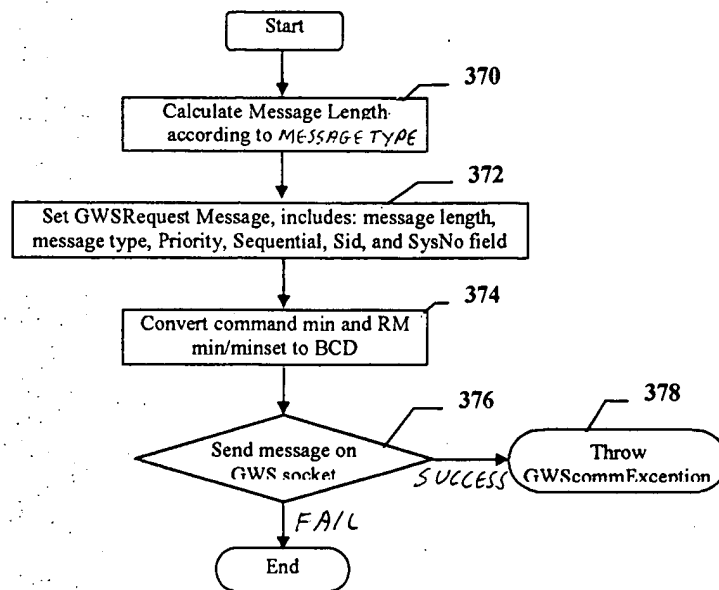 Start
370
Calculate Message Length
according to MESSAGE TYPE
372
Set GWSRequest Message, includes: message length,
message type, Priority, Sequential, Sid, and SysNo field
374
Convert command min and RM
min/minset to BCD
376
378
Send message on
GWS socket
SUCCESS
Throw
GWScommException
FAIL
End